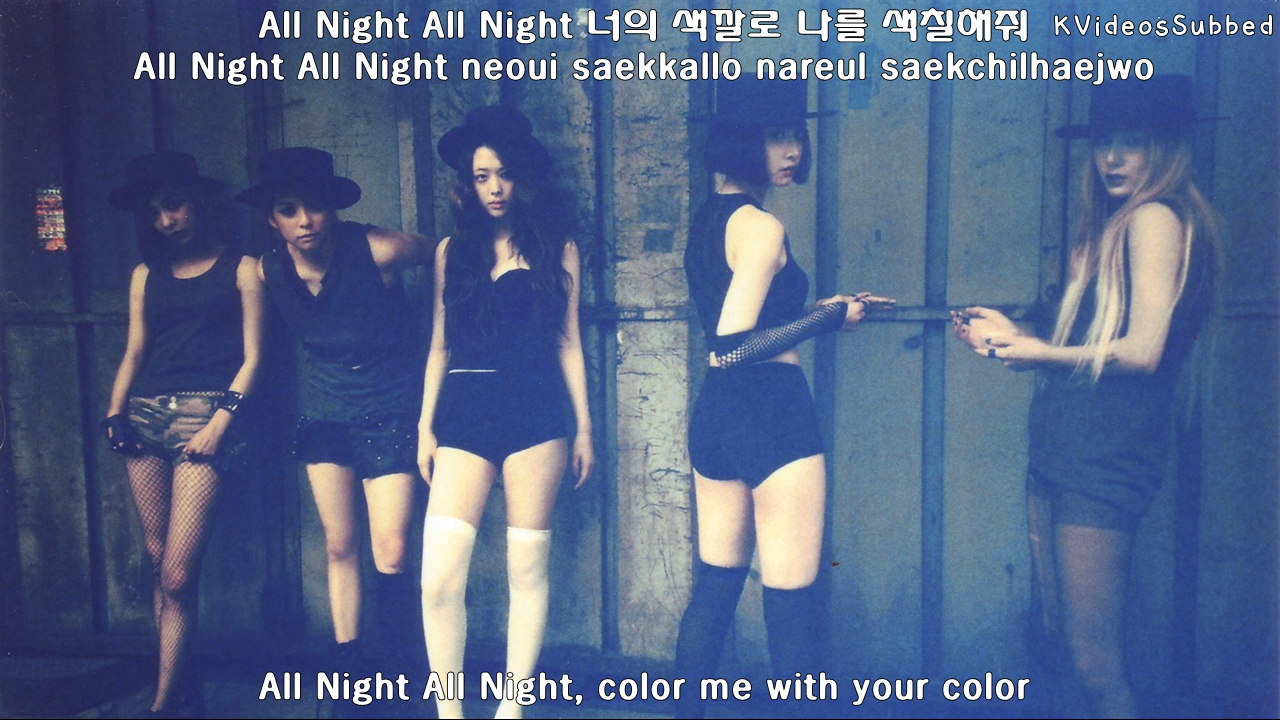 All Night All Night 너의 색깔로 나를 색칠해줘
KVideosSubbed
All Night All Night neoui saekkallo nareul saekchilhaejwo
All Night All Night, color me with your color